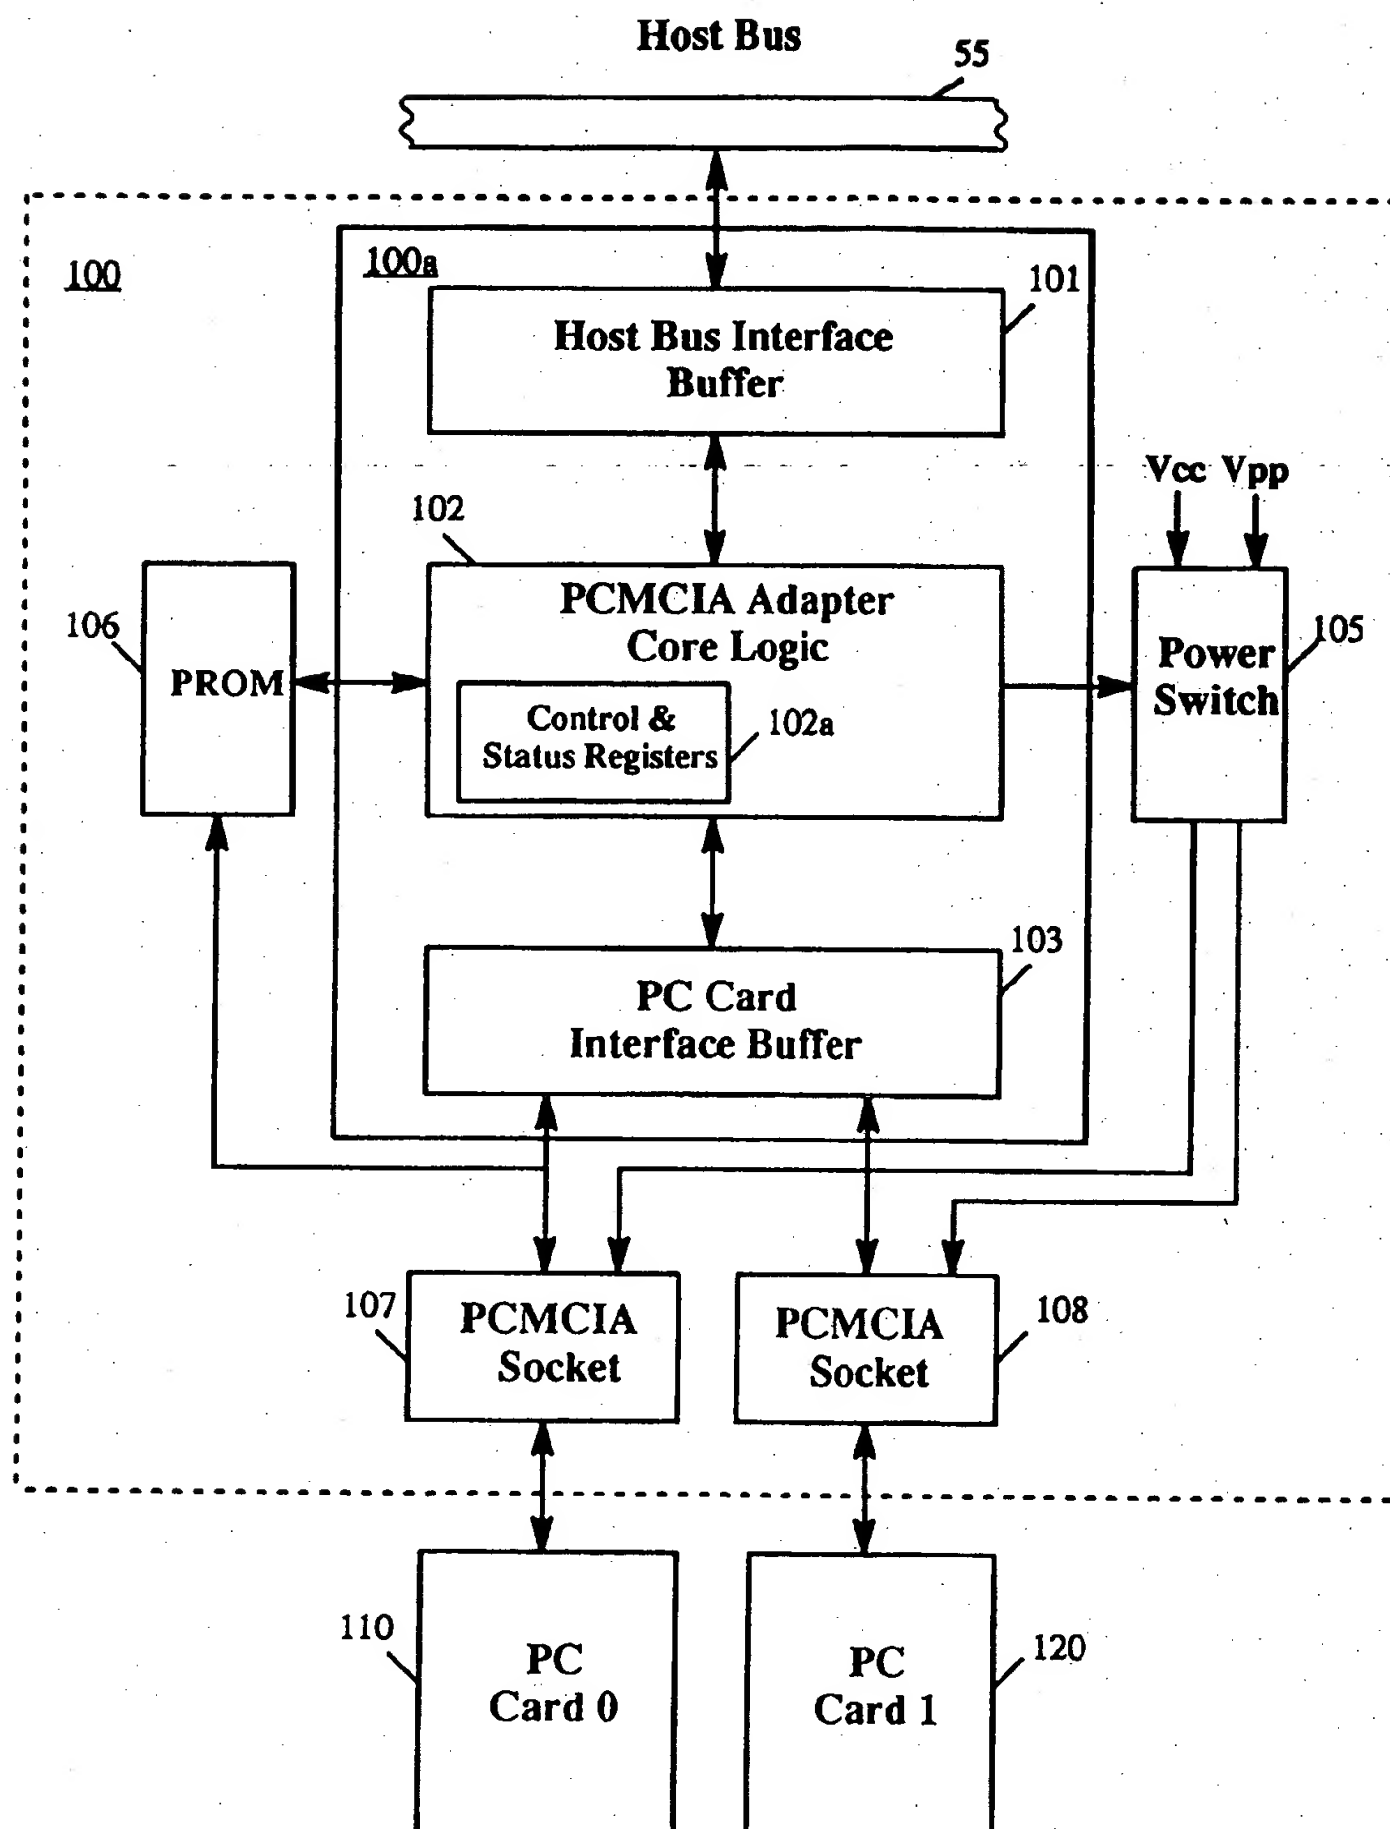 Host Bus
55
100
100a
101
Host Bus Interface
Buffer
Vcc Vpp
102
106
PROM
PCMCIA Adapter
Core Logic
Control &
Status Registers
102a
Power
Switch
105
103
PC Card
Interface Buffer
107
PCMCIA
Socket
PCMCIA
Socket
108
110
PC
Card 0
PC
Card 1
120